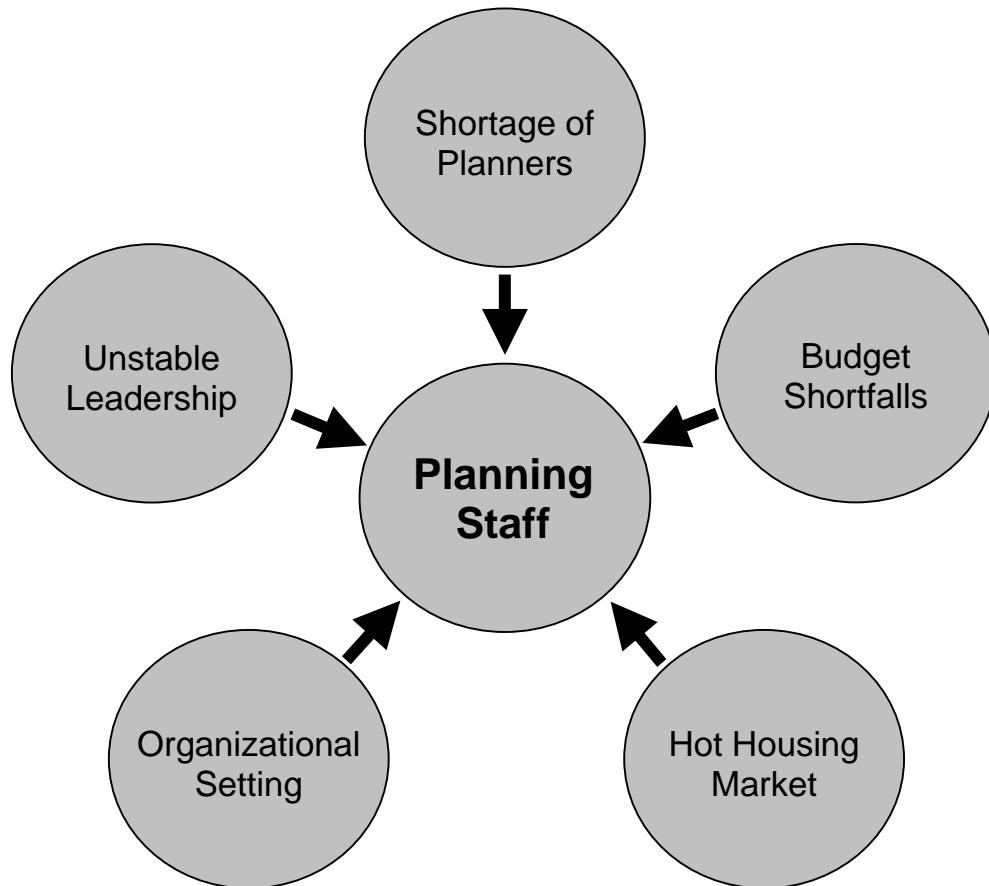 Shortage of
Planners
Unstable
Leadership
Budget
Shortfalls
Planning
Staff
Organizational
Setting
Hot Housing
Market